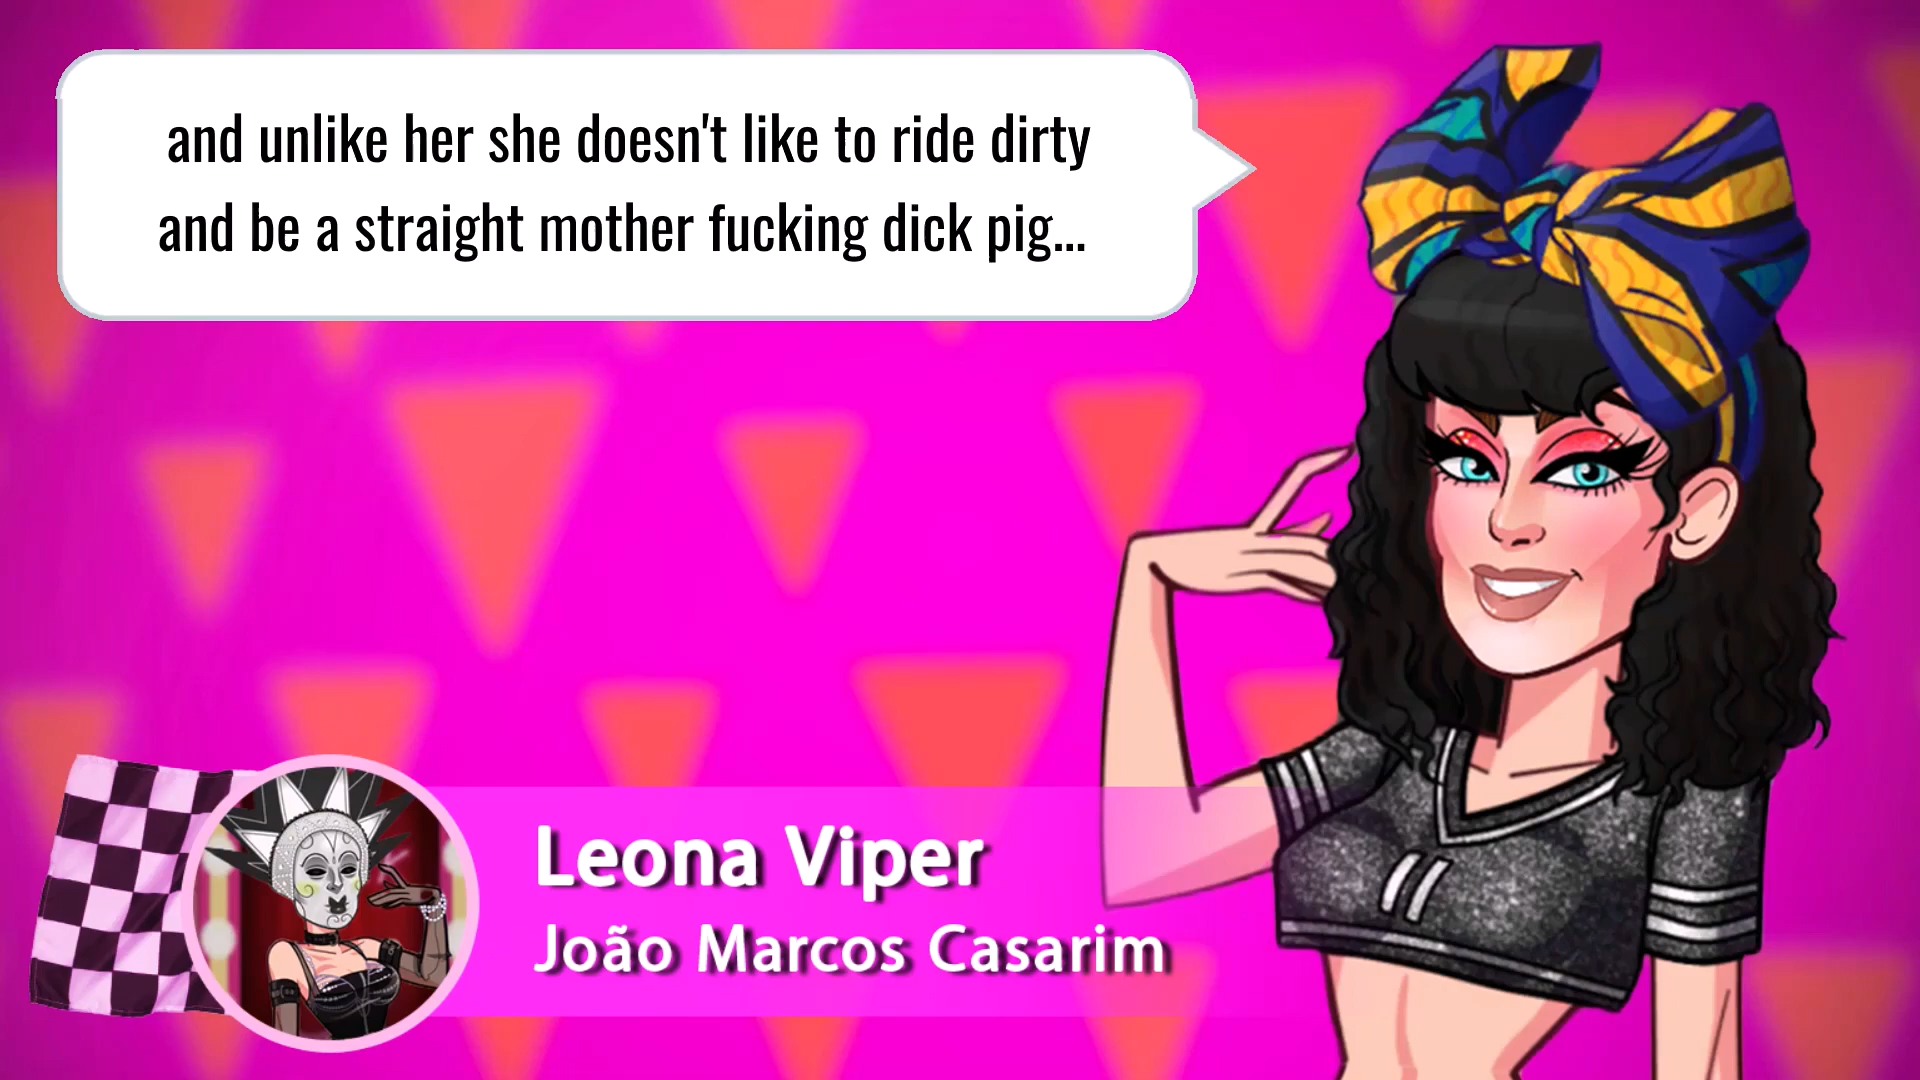 and unlike her she doesn't like to ride dirty
and be a straight mother fucking dick pig...
Leona Viper
João Marcos Casarim